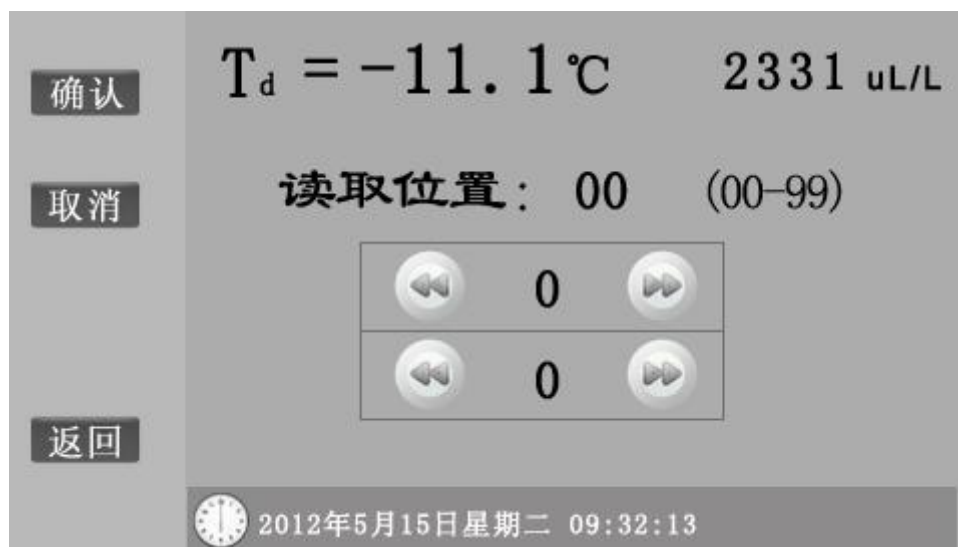 确认
T_d = -11.1℃ 2331 uL/L
取消
读取位置： 00 (00-99)
0
0
返回
2012年5月15日星期二 09:32:13